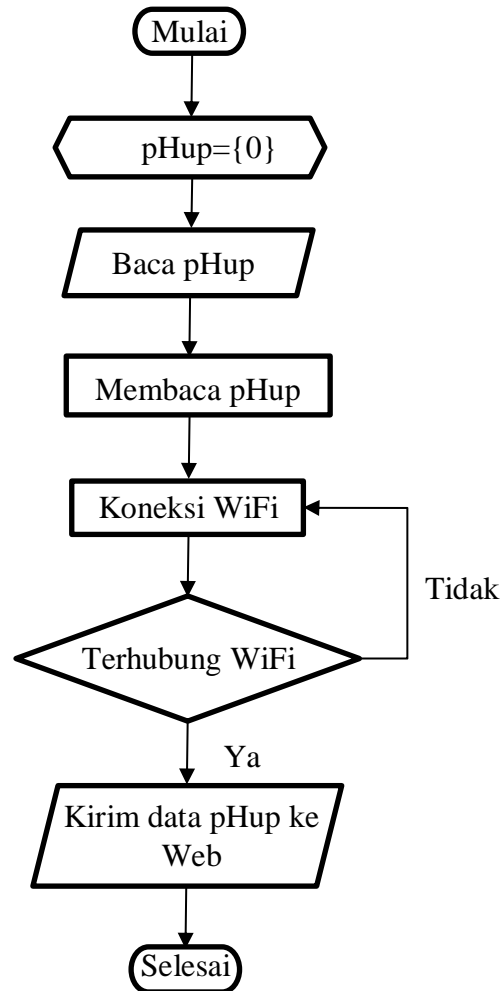 Mulai
pHup={0}
Baca pHup
Membaca pHup
Koneksi WiFi
Tidak
Terhubung WiFi
Ya
Kirim data pHup ke
Web
Selesai